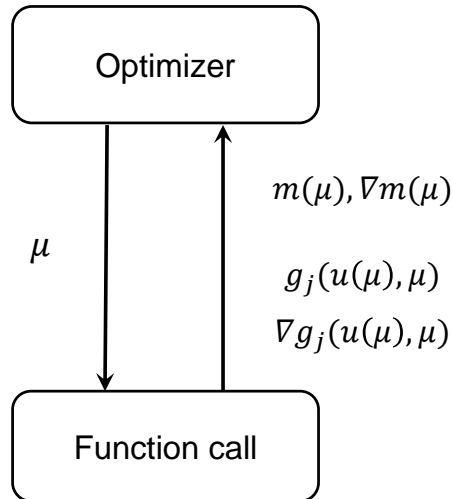 Optimizer
m(μ), ∇m(μ)
μ
g_j(u(μ), μ)
∇g_j(u(μ), μ)
Function call